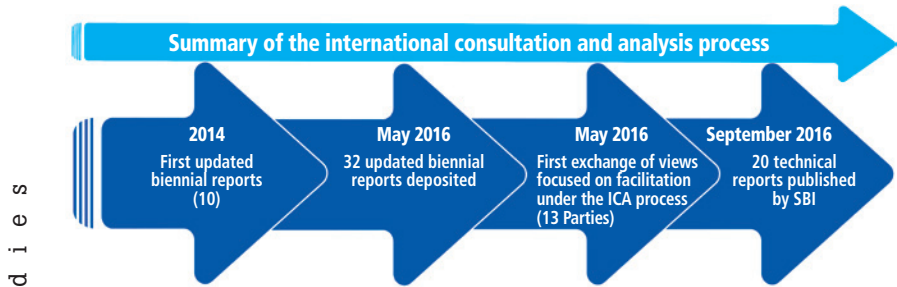 Summary of the international consultation and analysis process
2014
First updated
biennial reports
(10)
May 2016
32 updated biennial
reports deposited
May 2016
First exchange of views
focused on facilitation
under the ICA process
(13 Parties)
September 2016
20 technical
reports published
by SBI
dies